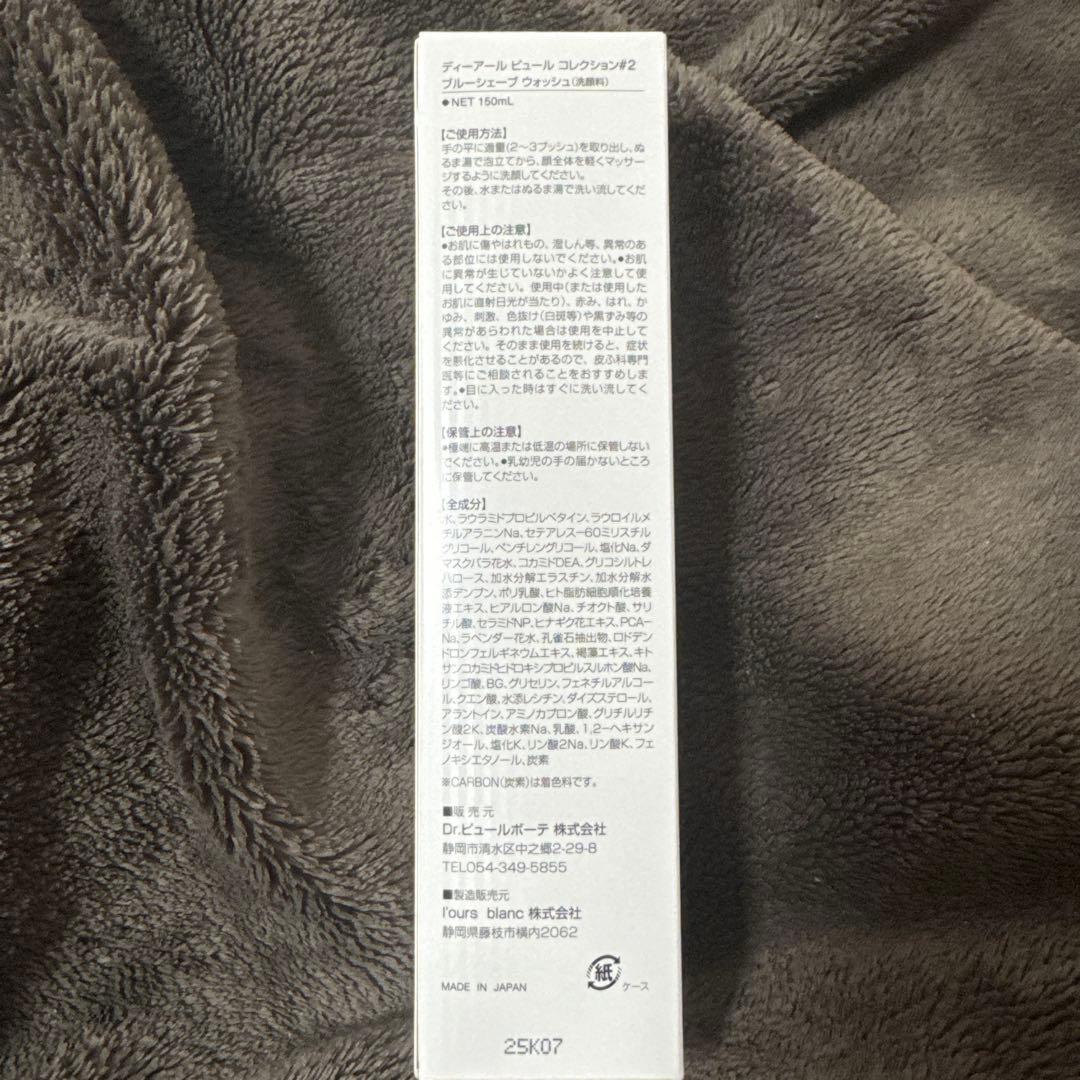 ディーアール ピュール コレクション#2
ブルーシェーブ ウォッシュ(洗顔料)
●NET 150mL
【ご使用方法】
手の平に適量(2〜3プッシュ)を取り出し、ぬ
るま湯で泡立てから、顔全体を軽くマッサー
ジするように洗顔してください。
その後、水またはぬるま湯で洗い流してくだ
さい。
【ご使用上の注意】
●お肌に傷やはれもの、湿しん等、異常のあ
る部位には使用しないでください。●お肌
に異常が生じていないかよく注意して使
用してください。使用中(または使用した
お肌に直射日光が当たり)、赤み、はれ、か
ゆみ、刺激、色抜け(白斑等)や黒ずみ等の
異常があらわれた場合は使用を中止して
ください。そのまま使用を続けると、症状
を悪化させることがあるので、皮ふ科専門
医等にご相談されることをおすすめしま
す。●目に入った時はすぐに洗い流してく
ださい。
【保管上の注意】
●極端に高温または低温の場所に保管しない
でください。●乳幼児の手の届かないところ
に保管してください。
【全成分】
水、ラウラミドプロピルベタイン、ラウロイルメ
チルアラニンNa、セテアレス−60ミリスチル
グリコール、ペンチレングリコール、塩化Na、ダ
マスクバラ花水、コカミドDEA、グリコシルトレ
ハロース、加水分解エラスチン、加水分解水
添デンプン、ポリ乳酸、ヒト脂肪細胞順化培養
液エキス、ヒアルロン酸Na、チオクト酸、サリ
チル酸、セラミドNP、ヒナギク花エキス、PCA−
Na、ラベンダー花水、孔雀石抽出物、ロドデン
ドロンフェルギネウムエキス、褐藻エキス、キト
サンコカミドヒドロキシプロピルスルホン酸Na、
リンゴ酸、BG、グリセリン、フェネチルアルコー
ル、クエン酸、水添レシチン、ダイズステロール、
アラントイン、アミノカプロン酸、グリチルリチ
ン酸2K、炭酸水素Na、乳酸、1,2−ヘキサン
ジオール、塩化K、リン酸2Na、リン酸K、フェ
ノキシエタノール、炭素
※CARBON(炭素)は着色料です。
■販売元
Dr.ピュールボーテ 株式会社
静岡市清水区中之郷2-29-8
TEL054-349-5855
■製造販売元
l'ours blanc 株式会社
静岡県藤枝市横内2062
紙
ケース
MADE IN JAPAN
25K07